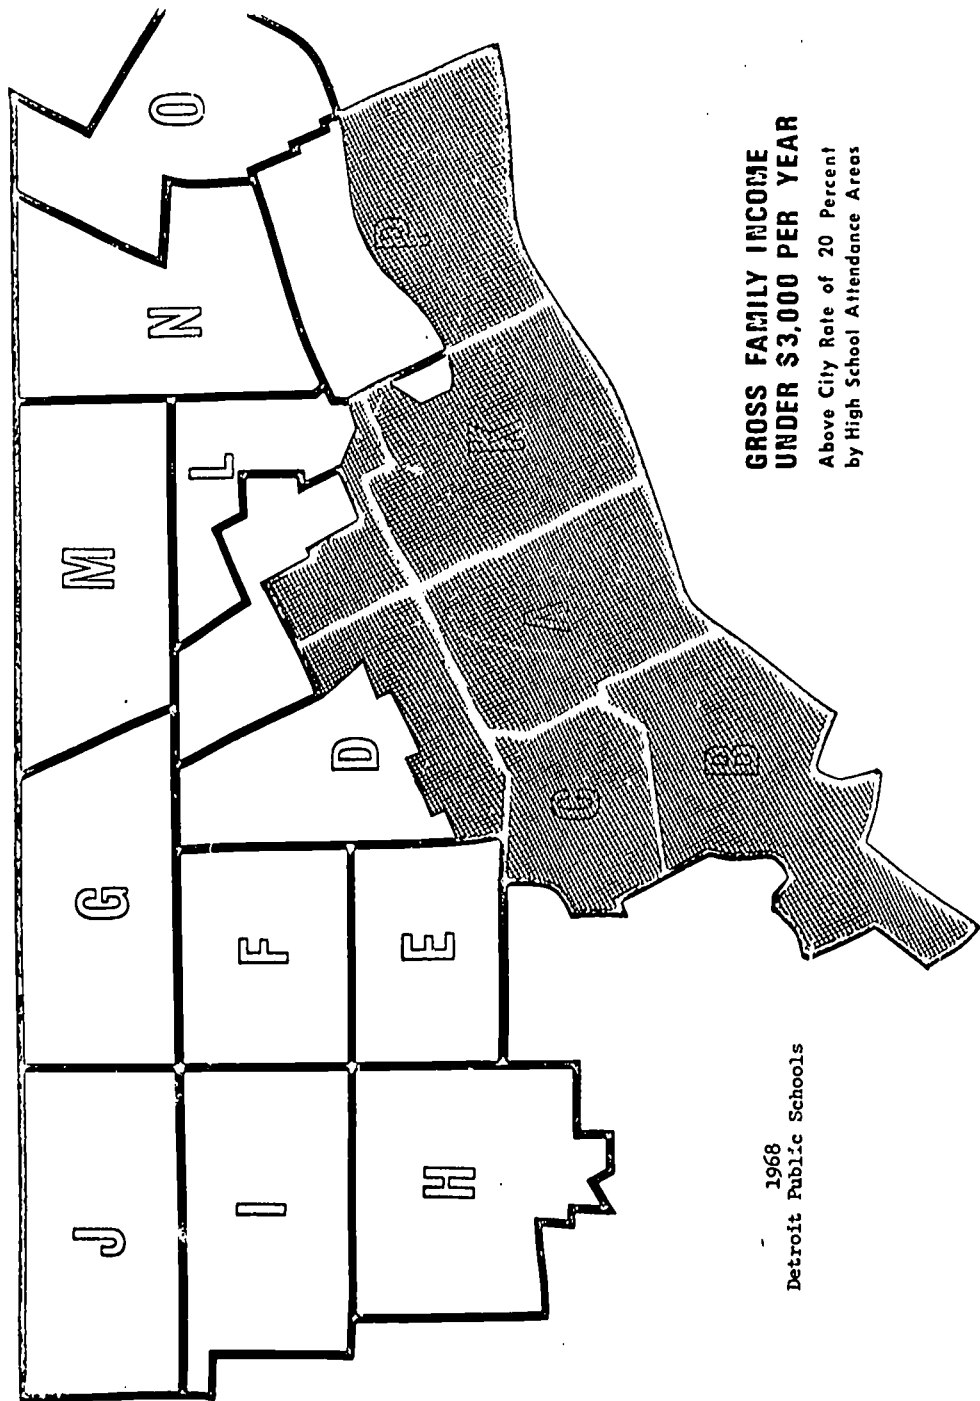 O
P
N
K
L
M
A
D
B
C
G
F
E
J
I
H
GROSS FAMILY INCOME
UNDER $3,000 PER YEAR
Above City Rate of 20 Percent
by High School Attendance Areas
1968
Detroit Public Schools